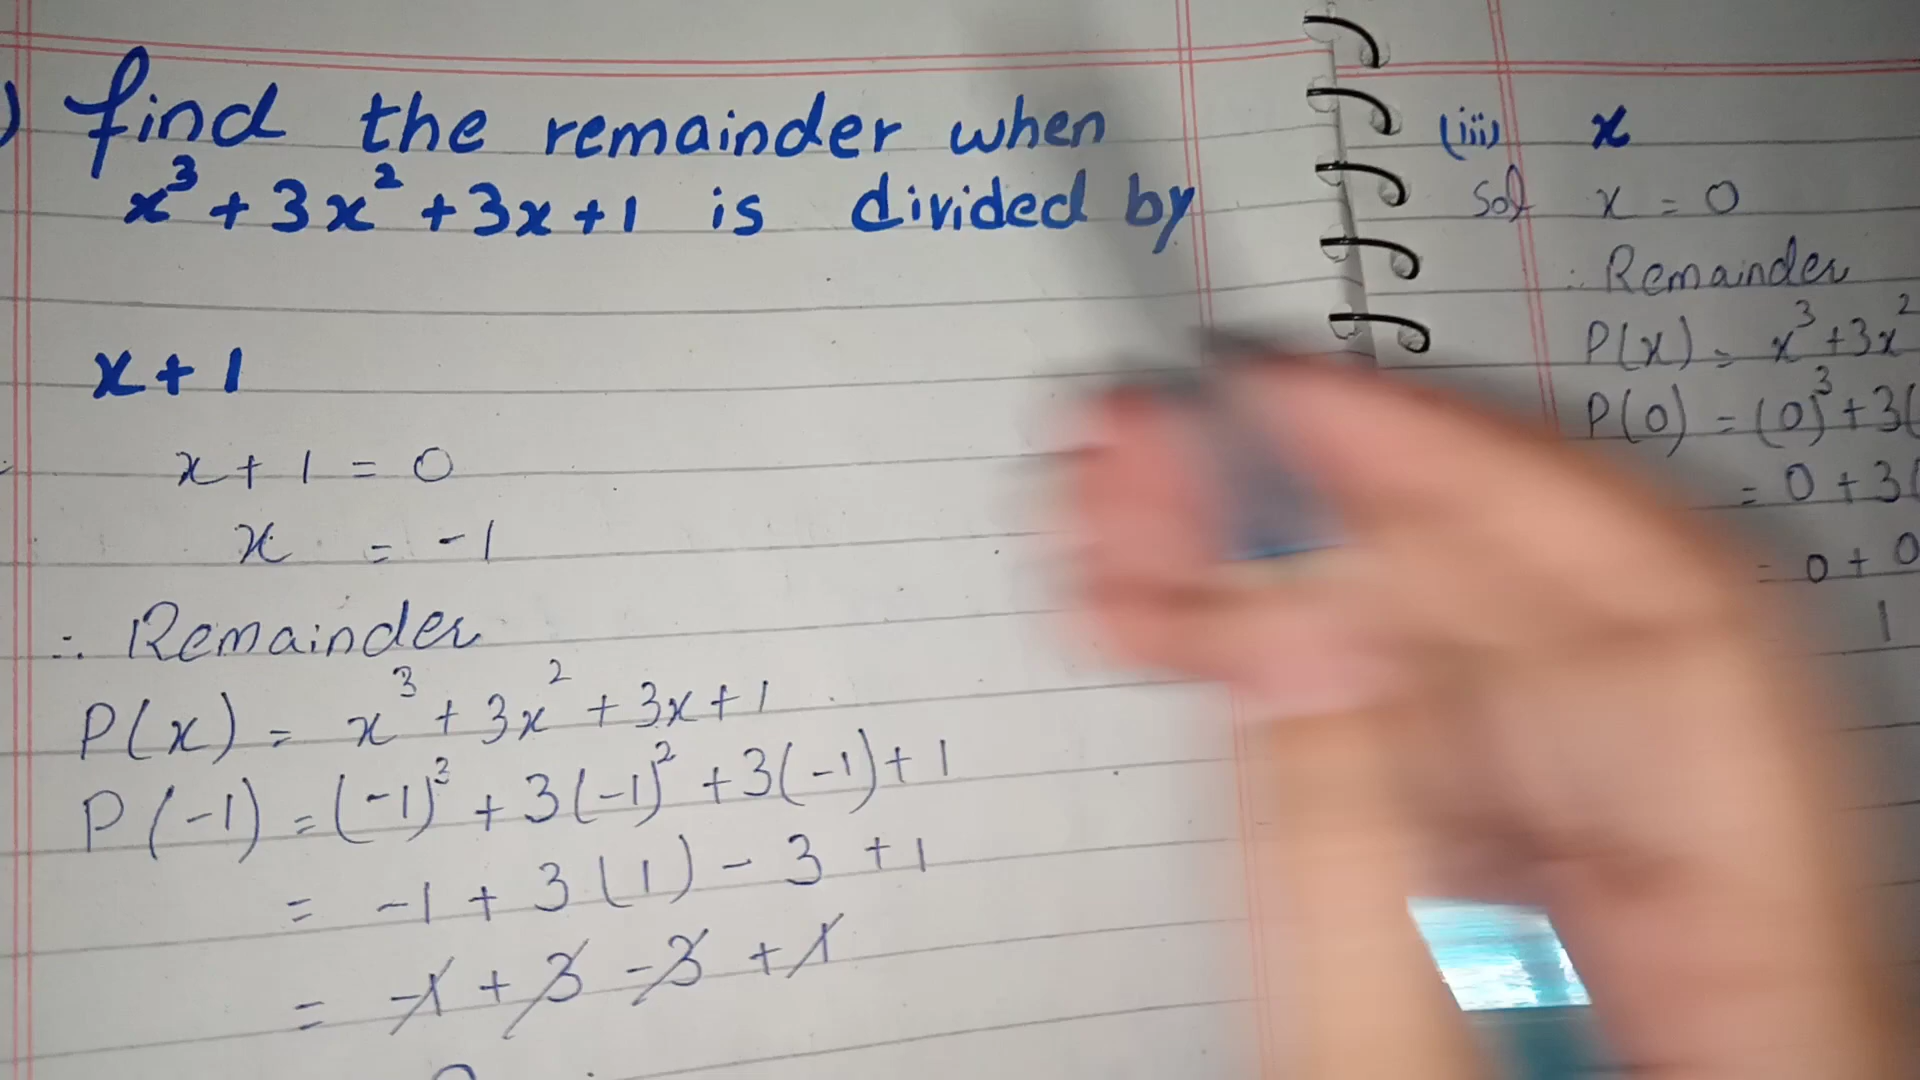 ) find the remainder when
x³ + 3x² + 3x + 1 is divided by
x + 1
x + 1 = 0
x = -1
∴ Remainder
P(x) = x³ + 3x² + 3x + 1
P(-1) = (-1)³ + 3(-1)² + 3(-1) + 1
= -1 + 3(1) - 3 + 1
= -1 + 3 - 3 + 1
(iii) x
Sol x = 0
∴ Remainder
P(x) = x³ + 3x²
P(0) = (0)³ + 3(
= 0 + 3(
= 0 + 0
1